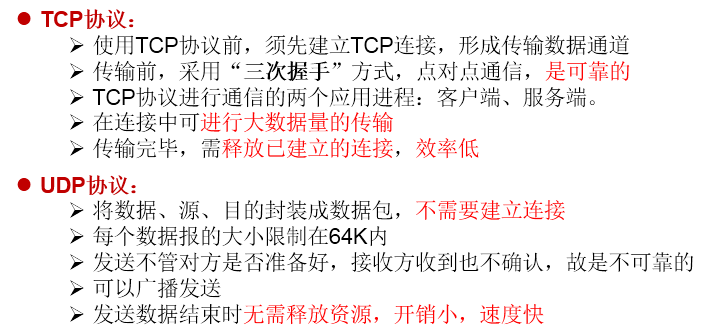 TCP协议：
使用TCP协议前，须先建立TCP连接，形成传输数据通道
传输前，采用“三次握手”方式，点对点通信，是可靠的
TCP协议进行通信的两个应用进程：客户端、服务端。
在连接中可进行大数据量的传输
传输完毕，需释放已建立的连接，效率低
UDP协议：
将数据、源、目的封装成数据包，不需要建立连接
每个数据报的大小限制在64K内
发送不管对方是否准备好，接收方收到也不确认，故是不可靠的
可以广播发送
发送数据结束时无需释放资源，开销小，速度快